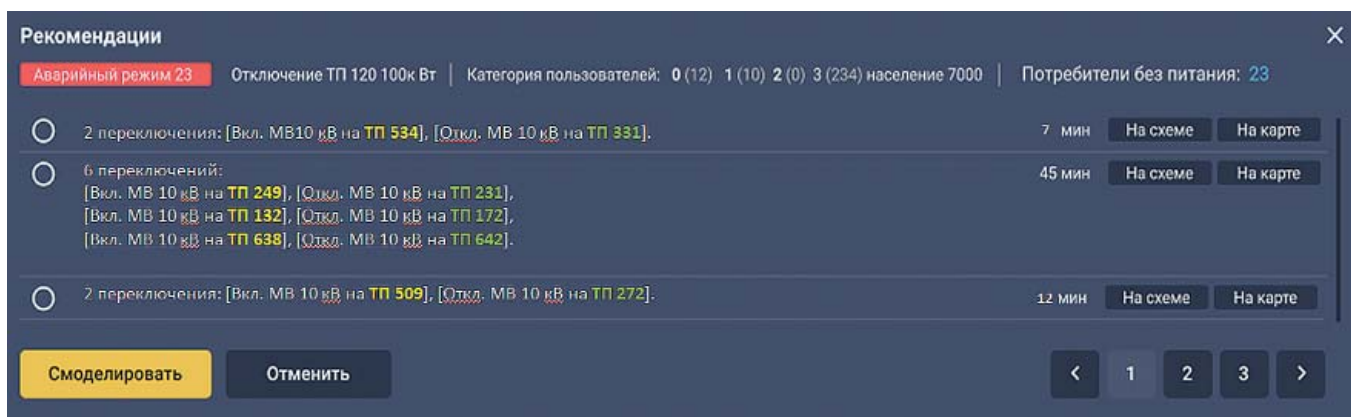 Рекомендации
Аварийный режим 23 Отключение ТП 120 100к Вт | Категория пользователей: 0 (12) 1 (10) 2 (0) 3 (234) население 7000 | Потребители без питания: 23
2 переключения: [Вкл. МВ10 кВ на ТП 534], [Откл. МВ 10 кВ на ТП 331]. 7 мин На схеме На карте
6 переключений: 45 мин На схеме На карте
[Вкл. МВ 10 кВ на ТП 249], [Откл. МВ 10 кВ на ТП 231],
[Вкл. МВ 10 кВ на ТП 132], [Откл. МВ 10 кВ на ТП 172],
[Вкл. МВ 10 кВ на ТП 638], [Откл. МВ 10 кВ на ТП 642].
2 переключения: [Вкл. МВ 10 кВ на ТП 509], [Откл. МВ 10 кВ на ТП 272]. 12 мин На схеме На карте
Смоделировать Отменить < 1 2 3 >